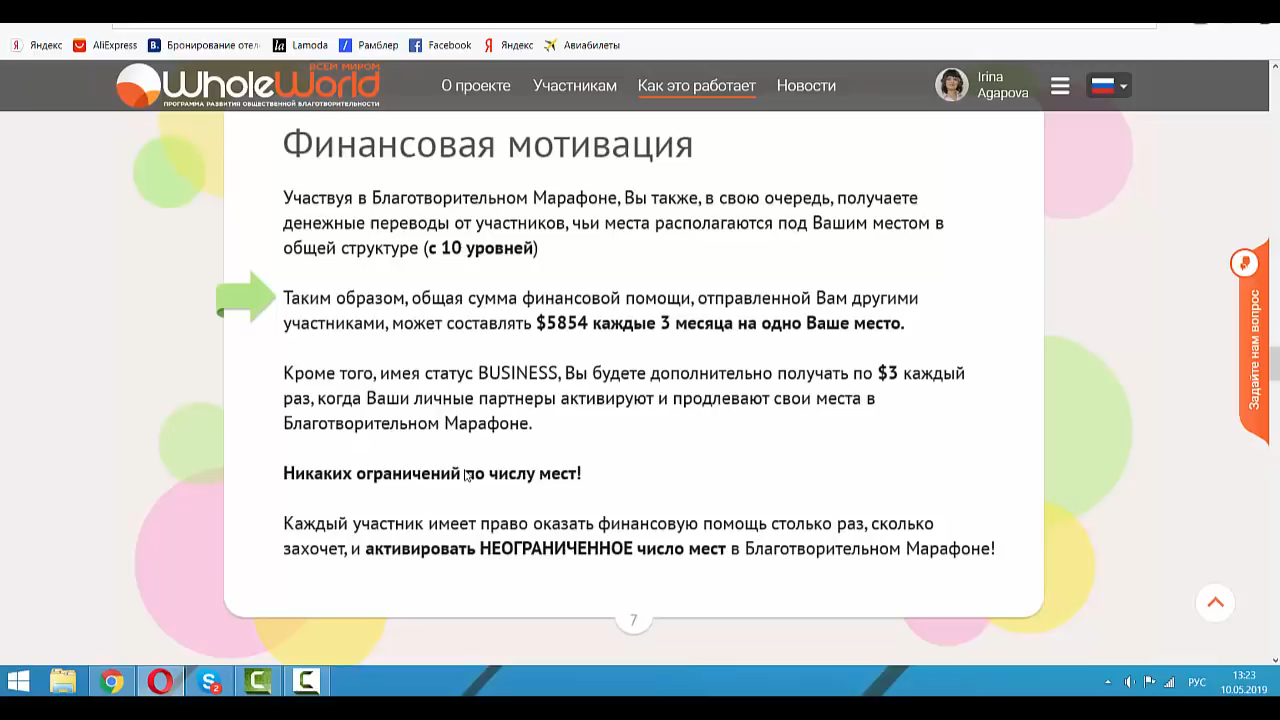 Яндекс AliExpress Бронирование отел Lamoda Рамблер Facebook Яндекс Авиабилеты
ВСЕМ МИРОМ
WholeWorld
ПРОГРАММА РАЗВИТИЯ ОБЩЕСТВЕННОЙ БЛАГОТВОРИТЕЛЬНОСТИ
О проекте Участникам Как это работает Новости
Irina
Agapova
Финансовая мотивация
Участвуя в Благотворительном Марафоне, Вы также, в свою очередь, получаете
денежные переводы от участников, чьи места располагаются под Вашим местом в
общей структуре (с 10 уровней)
Таким образом, общая сумма финансовой помощи, отправленной Вам другими
участниками, может составлять $5854 каждые 3 месяца на одно Ваше место.
Кроме того, имея статус BUSINESS, Вы будете дополнительно получать по $3 каждый
раз, когда Ваши личные партнеры активируют и продлевают свои места в
Благотворительном Марафоне.
Никаких ограничений по числу мест!
Каждый участник имеет право оказать финансовую помощь столько раз, сколько
захочет, и активировать НЕОГРАНИЧЕННОЕ число мест в Благотворительном Марафоне!
7
Задайте нам вопрос
2
РУС
13:23
10.05.2019